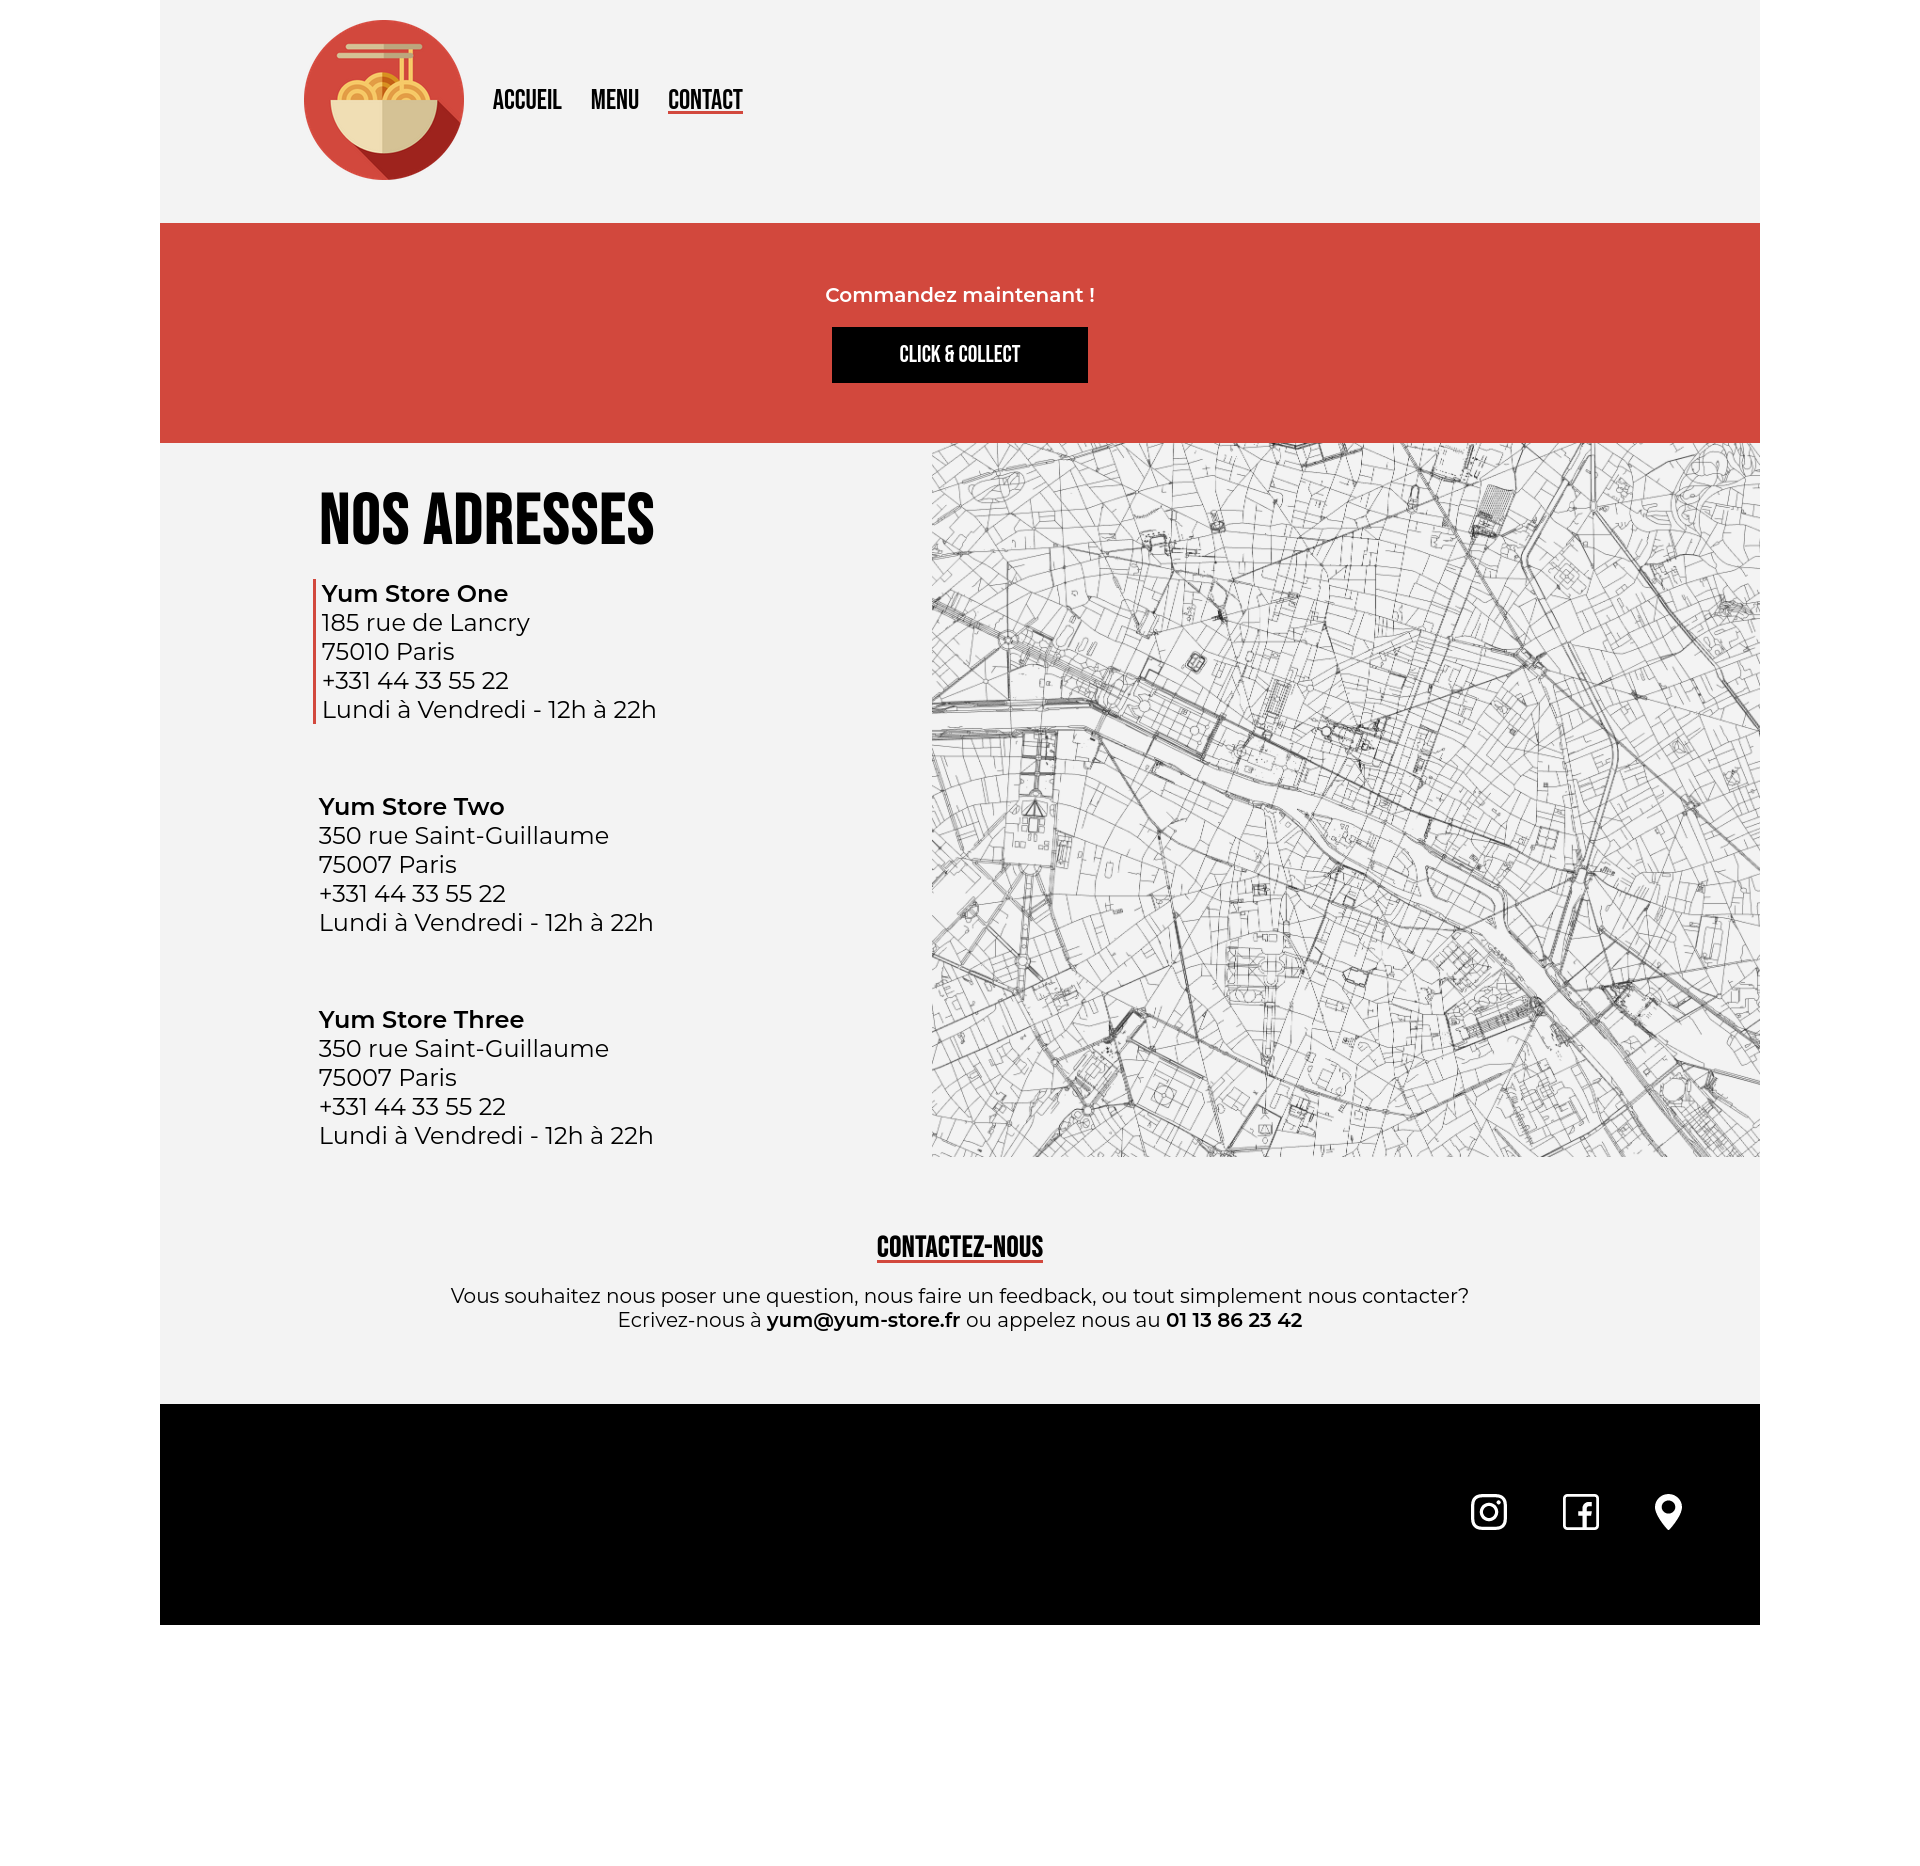 ACCUEIL MENU CONTACT
Commandez maintenant !
CLICK & COLLECT
NOS ADRESSES
Yum Store One
185 rue de Lancry
75010 Paris
+331 44 33 55 22
Lundi à Vendredi - 12h à 22h
Yum Store Two
350 rue Saint-Guillaume
75007 Paris
+331 44 33 55 22
Lundi à Vendredi - 12h à 22h
Yum Store Three
350 rue Saint-Guillaume
75007 Paris
+331 44 33 55 22
Lundi à Vendredi - 12h à 22h
CONTACTEZ-NOUS
Vous souhaitez nous poser une question, nous faire un feedback, ou tout simplement nous contacter?
Ecrivez-nous à yum@yum-store.fr ou appelez nous au 01 13 86 23 42